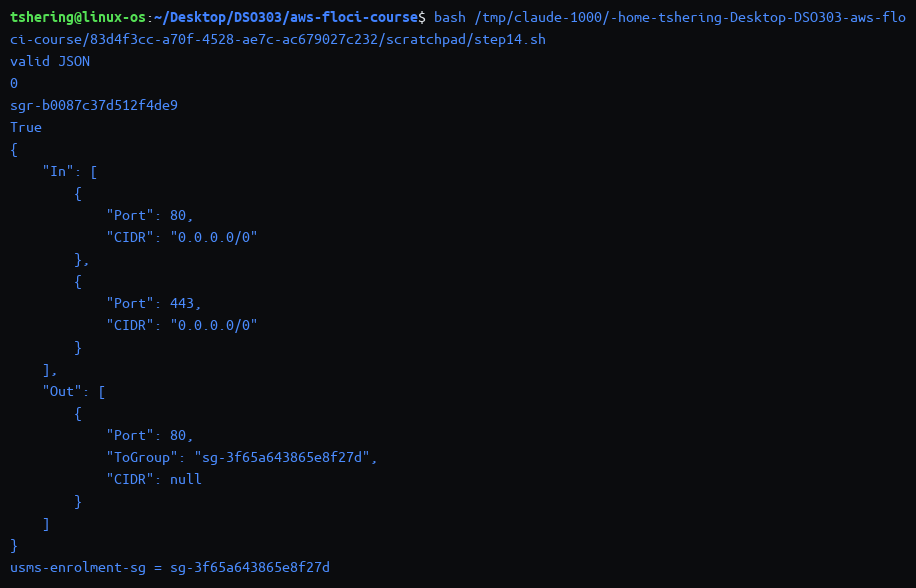 tshering@linux-os:~/Desktop/DSO303/aws-floci-course$ bash /tmp/claude-1000/-home-tshering-Desktop-DSO303-aws-flo
ci-course/83d4f3cc-a70f-4528-ae7c-ac679027c232/scratchpad/step14.sh
valid JSON
0
sgr-b0087c37d512f4de9
True
{
    "In": [
        {
            "Port": 80,
            "CIDR": "0.0.0.0/0"
        },
        {
            "Port": 443,
            "CIDR": "0.0.0.0/0"
        }
    ],
    "Out": [
        {
            "Port": 80,
            "ToGroup": "sg-3f65a643865e8f27d",
            "CIDR": null
        }
    ]
}
usms-enrolment-sg = sg-3f65a643865e8f27d